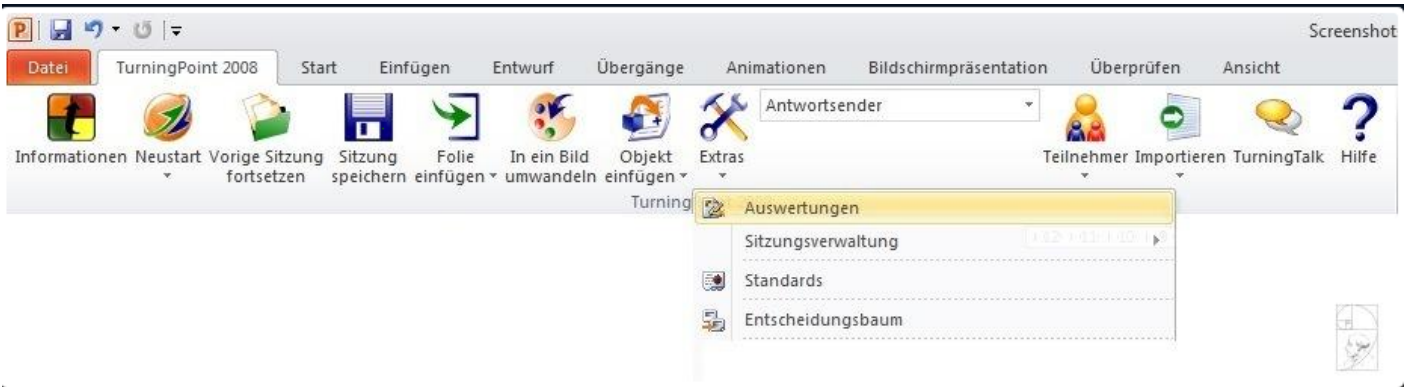 Screenshot
Datei TurningPoint 2008 Start Einfügen Entwurf Übergänge Animationen Bildschirmpräsentation Überprüfen Ansicht
Antwortsender
Informationen Neustart Vorige Sitzung Sitzung Folie In ein Bild Objekt Extras Teilnehmer Importieren TurningTalk Hilfe
fortsetzen speichern einfügen umwandeln einfügen
Turning
Auswertungen
Sitzungsverwaltung
Standards
Entscheidungsbaum